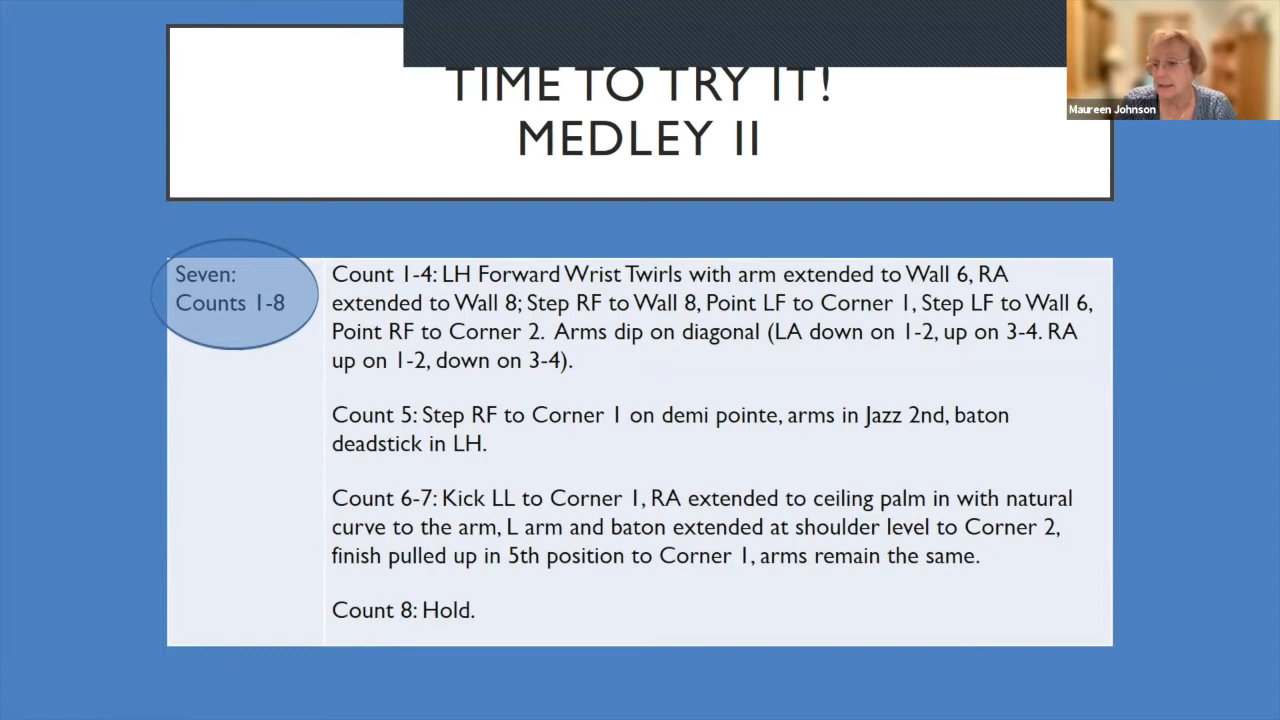 TIME TO TRY IT!
MEDLEY II
Maureen Johnson
Seven:
Counts 1-8
Count 1-4: LH Forward Wrist Twirls with arm extended to Wall 6, RA
extended to Wall 8; Step RF to Wall 8, Point LF to Corner 1, Step LF to Wall 6,
Point RF to Corner 2. Arms dip on diagonal (LA down on 1-2, up on 3-4. RA
up on 1-2, down on 3-4).
Count 5: Step RF to Corner 1 on demi pointe, arms in Jazz 2nd, baton
deadstick in LH.
Count 6-7: Kick LL to Corner 1, RA extended to ceiling palm in with natural
curve to the arm, L arm and baton extended at shoulder level to Corner 2,
finish pulled up in 5th position to Corner 1, arms remain the same.
Count 8: Hold.